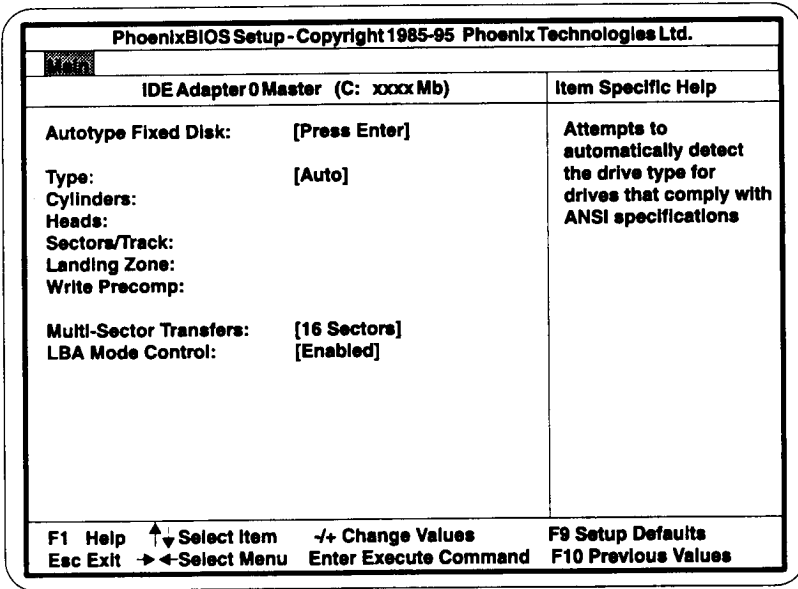 PhoenixBIOS Setup - Copyright 1985-95 Phoenix Technologies Ltd.
Main
IDE Adapter 0 Master (C: xxxx Mb)
Item Specific Help
Autotype Fixed Disk: [Press Enter]
Type: [Auto]
Cylinders:
Heads:
Sectors/Track:
Landing Zone:
Write Precomp:
Multi-Sector Transfers: [16 Sectors]
LBA Mode Control: [Enabled]
Attempts to
automatically detect
the drive type for
drives that comply with
ANSI specifications
F1 Help ↑↓ Select Item -/+ Change Values F9 Setup Defaults
Esc Exit →← Select Menu Enter Execute Command F10 Previous Values